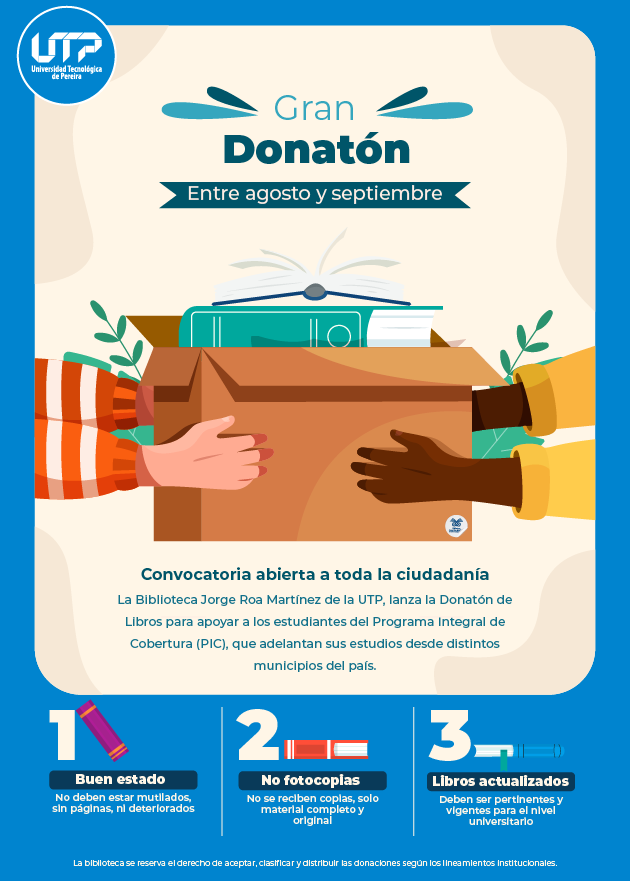 UTP
Universidad Tecnológica
de Pereira
Gran
Donatón
Entre agosto y septiembre
Convocatoria abierta a toda la ciudadanía
La Biblioteca Jorge Roa Martínez de la UTP, lanza la Donatón de
Libros para apoyar a los estudiantes del Programa Integral de
Cobertura (PIC), que adelantan sus estudios desde distintos
municipios del país.
1
Buen estado
No deben estar mutilados,
sin páginas, ni deteriorados
2
No fotocopias
No se reciben copias, solo
material completo y
original
3
Libros actualizados
Deben ser pertinentes y
vigentes para el nivel
universitario
La biblioteca se reserva el derecho de aceptar, clasificar y distribuir las donaciones según los lineamientos institucionales.